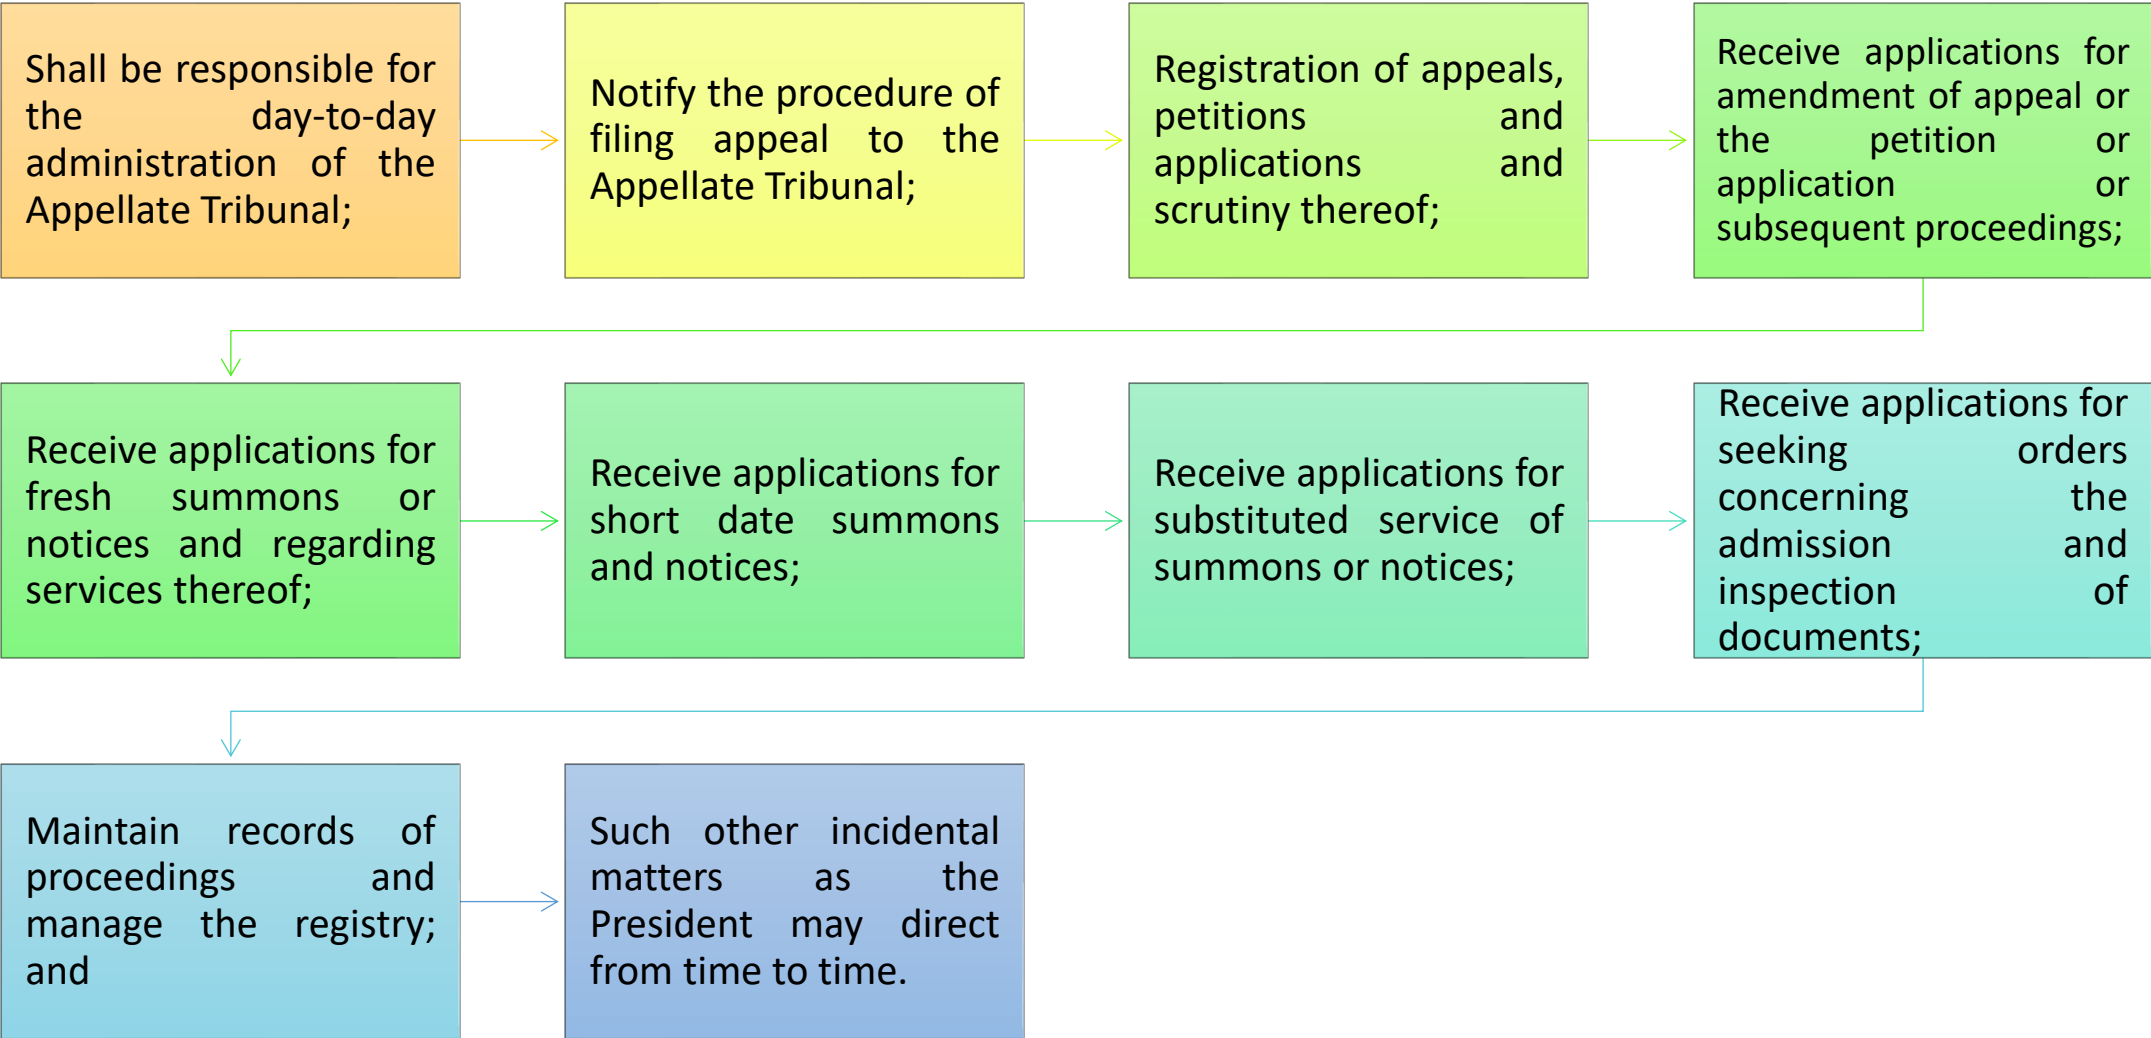 Shall be responsible for
the day-to-day
administration of the
Appellate Tribunal;
Notify the procedure of
filing appeal to the
Appellate Tribunal;
Registration of appeals,
petitions and
applications and
scrutiny thereof;
Receive applications for
amendment of appeal or
the petition or
application or
subsequent proceedings;
Receive applications for
fresh summons or
notices and regarding
services thereof;
Receive applications for
short date summons
and notices;
Receive applications for
substituted service of
summons or notices;
Receive applications for
seeking orders
concerning the
admission and
inspection of
documents;
Maintain records of
proceedings and
manage the registry;
and
Such other incidental
matters as the
President may direct
from time to time.